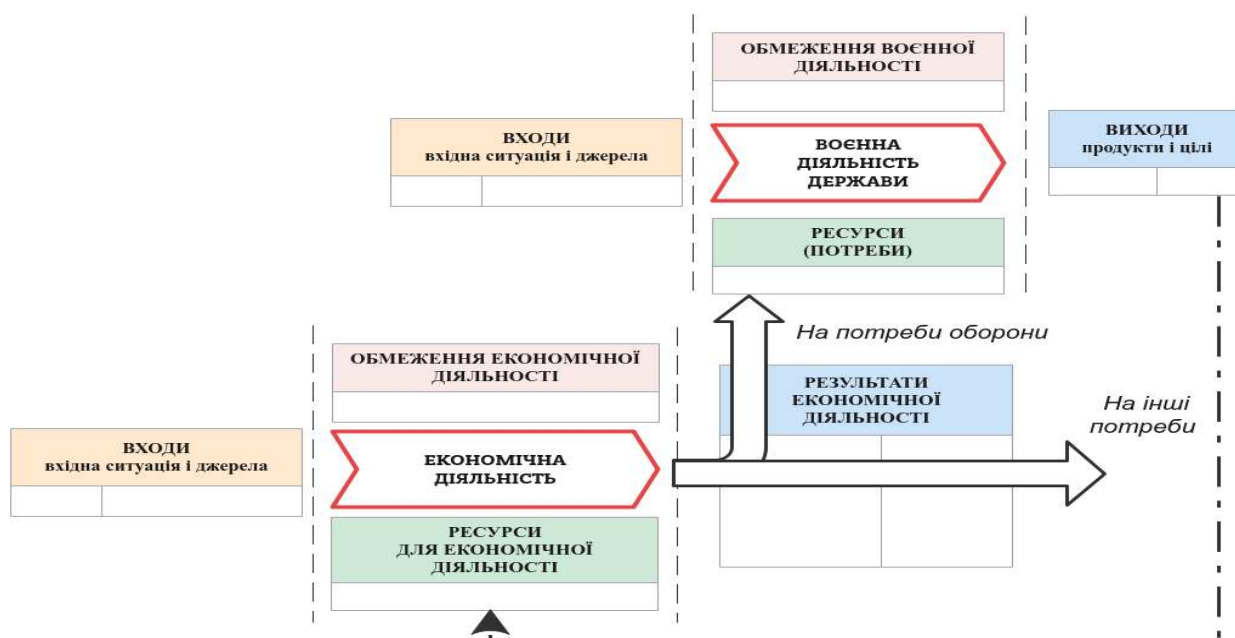 ОБМЕЖЕННЯ ВОЄННОЇ
ДІЯЛЬНОСТІ
ВХОДИ
вхідна ситуація і джерела
ВОЄННА
ДІЯЛЬНІСТЬ
ДЕРЖАВИ
ВИХОДИ
продукти і цілі
РЕСУРСИ
(ПОТРЕБИ)
На потреби оборони
ОБМЕЖЕННЯ ЕКОНОМІЧНОЇ
ДІЯЛЬНОСТІ
РЕЗУЛЬТАТИ
ЕКОНОМІЧНОЇ
ДІЯЛЬНОСТІ
На інші
потреби
ВХОДИ
вхідна ситуація і джерела
ЕКОНОМІЧНА
ДІЯЛЬНІСТЬ
РЕСУРСИ
ДЛЯ ЕКОНОМІЧНОЇ
ДІЯЛЬНОСТІ